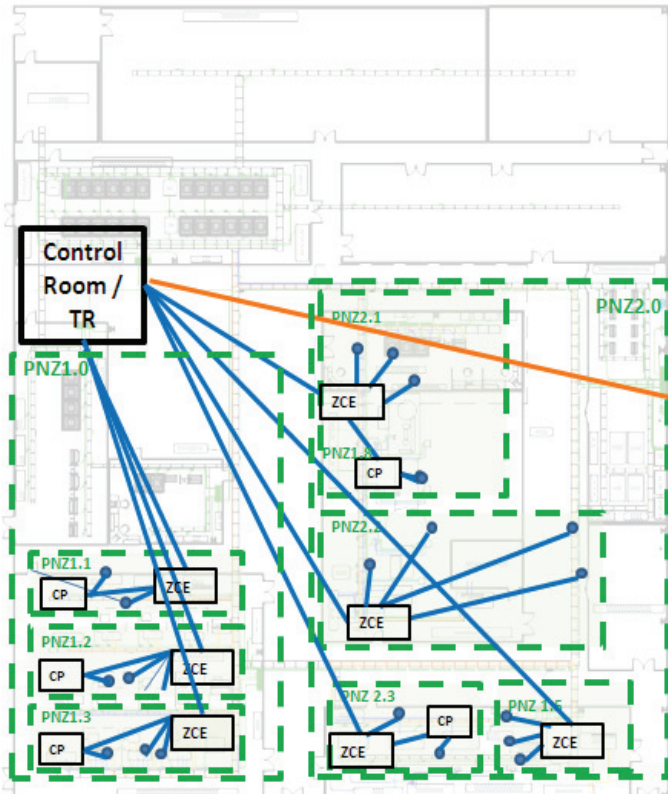 Control
Room /
TR
PNZ1.0
PNZ2.0
PNZ2.1
ZCE
PNZ1.8
CP
PNZ2.2
ZCE
PNZ1.1
CP
ZCE
PNZ1.2
CP
ZCE
PNZ1.3
CP
ZCE
PNZ 2.3
CP
ZCE
PNZ 1.5
ZCE